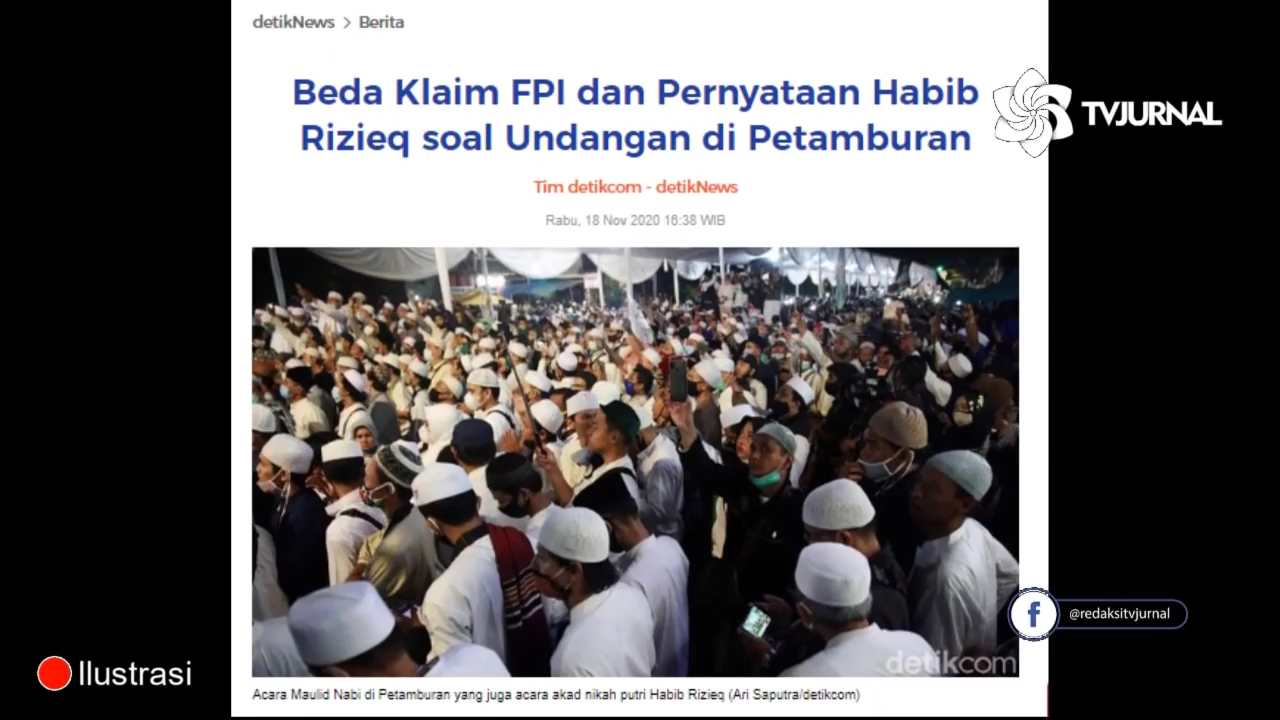 detikNews > Berita
Beda Klaim FPI dan Pernyataan Habib
Rizieq soal Undangan di Petamburan
TVJURNAL
Tim detikcom - detikNews
Rabu, 18 Nov 2020 16:38 WIB
@redaksitvjurnal
detikcom
Ilustrasi
Acara Maulid Nabi di Petamburan yang juga acara akad nikah putri Habib Rizieq (Ari Saputra/detikcom)